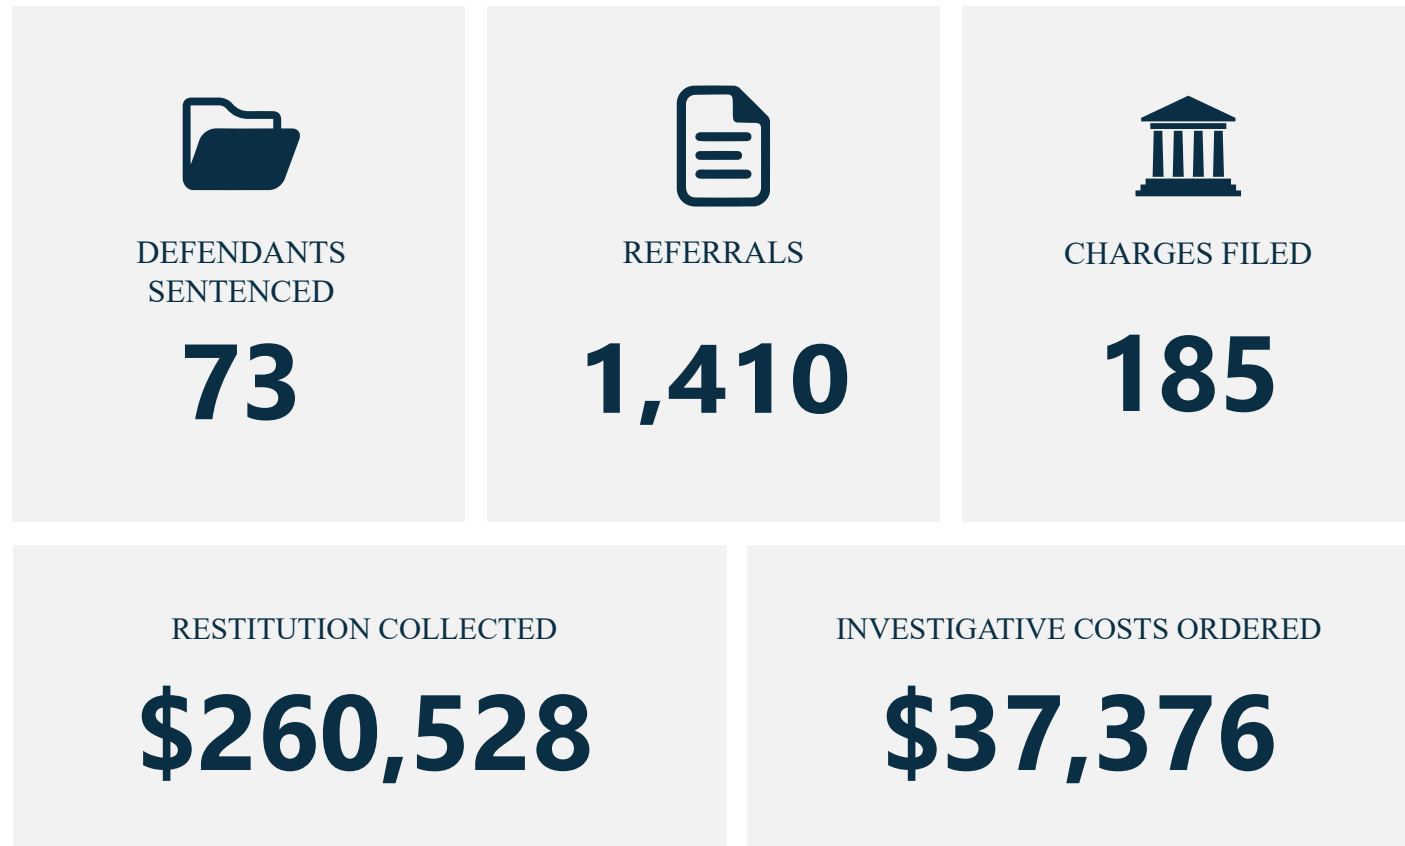 DEFENDANTS
SENTENCED
73
REFERRALS
1,410
CHARGES FILED
185
RESTITUTION COLLECTED
$260,528
INVESTIGATIVE COSTS ORDERED
$37,376